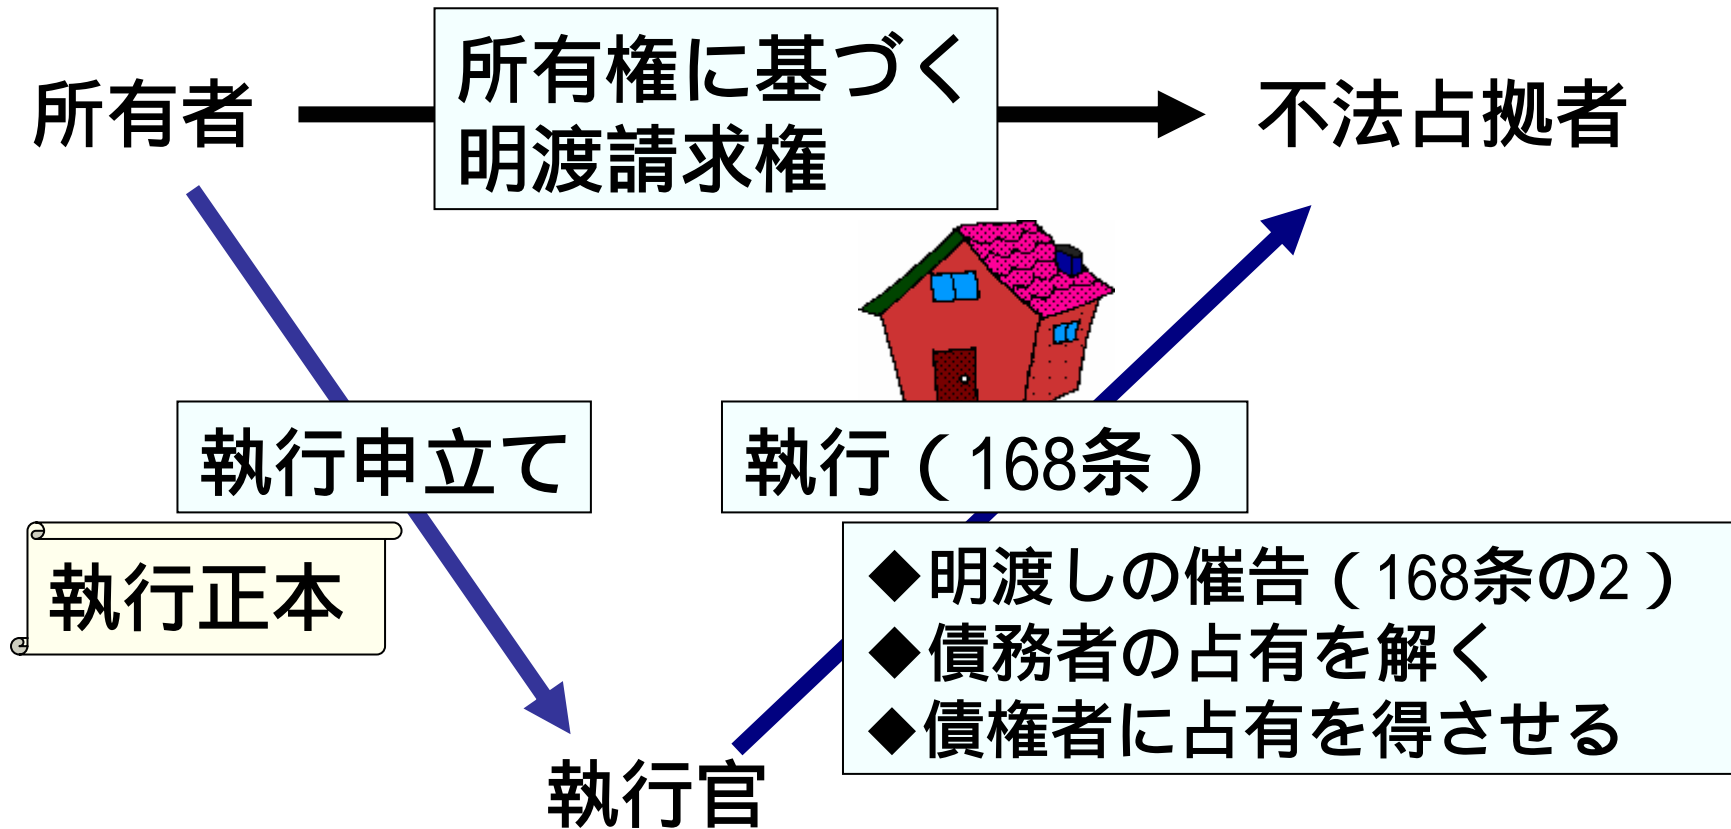 所有者
所有権に基づく
明渡請求権
不法占拠者
執行申立て
執行（168条）
執行正本
◆明渡しの催告（168条の2）
◆債務者の占有を解く
◆債権者に占有を得させる
執行官